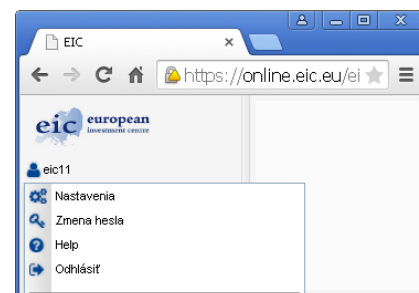 EIC
https://online.eic.eu/ei
eic european
investment centre
eic11
Nastavenia
Zmena hesla
Help
Odhlásiť